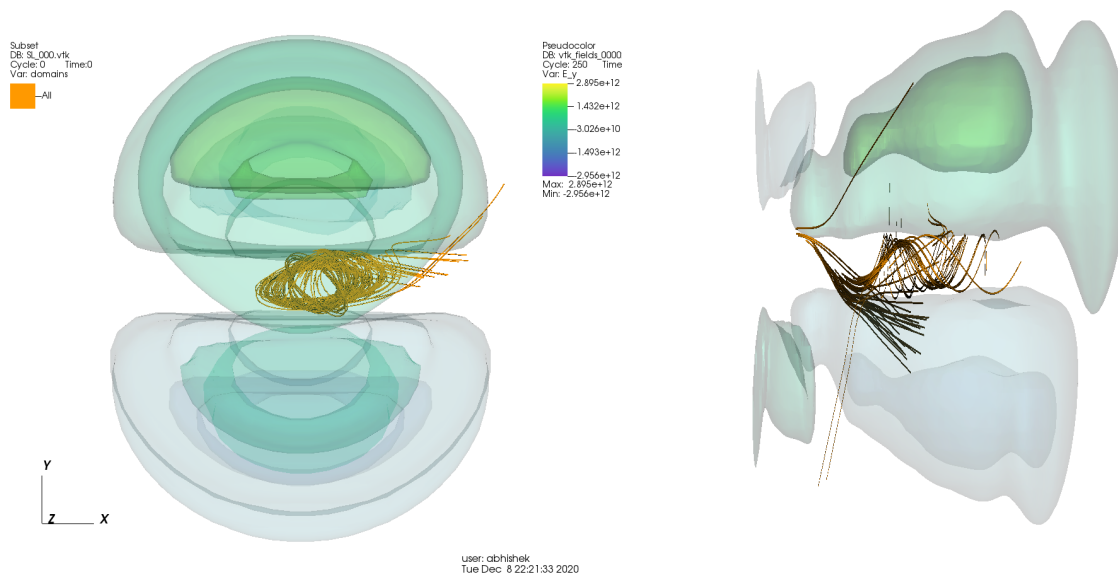 Subset
DB: SL_000.vtk
Cycle: 0 Time:0
Var: domains
All
Pseudocolor
DB: vtk_fields_0000
Cycle: 250 Time
Var: E_y
2.895e+12
1.432e+12
-3.026e+10
-1.493e+12
-2.956e+12
Max: 2.895e+12
Min: -2.956e+12
Y
Z X
user: abhishek
Tue Dec 8 22:21:33 2020